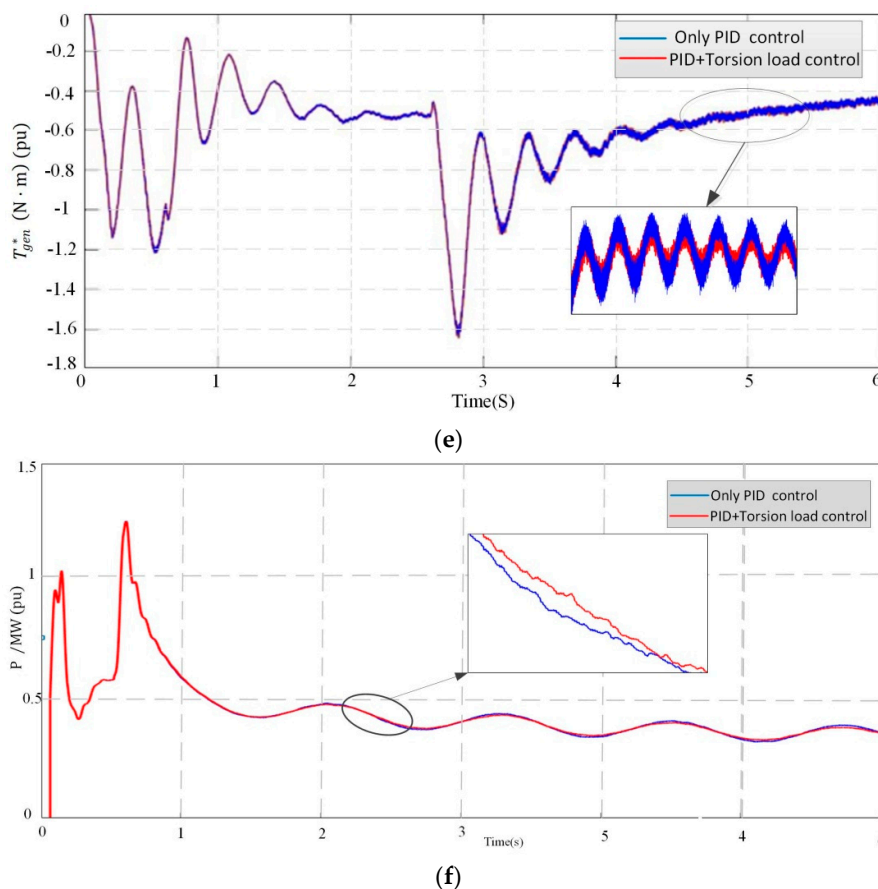 0
-0.2
-0.4
-0.6
-0.8
-1
-1.2
-1.4
-1.6
-1.8
T*gen (N · m) (pu)
Only PID control
PID+Torsion load control
0 1 2 3 4 5 6
Time(S)
(e)
1.5
1
0.5
0
P /MW (pu)
Only PID control
PID+Torsion load control
0 1 2 3 5 4
Time(s)
(f)